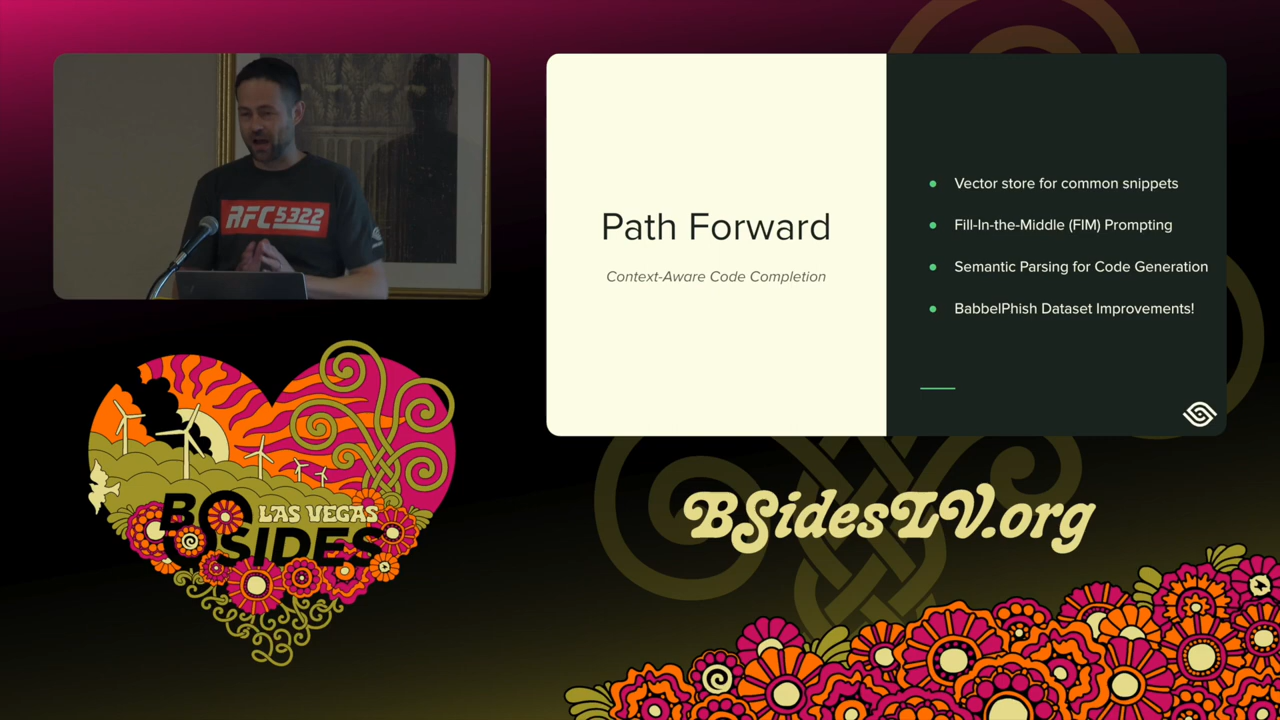 RFC 5322
Path Forward
Context-Aware Code Completion
Vector store for common snippets
Fill-In-the-Middle (FIM) Prompting
Semantic Parsing for Code Generation
BabbelPhish Dataset Improvements!
LAS VEGAS
BSIDES
BSidesLV.org